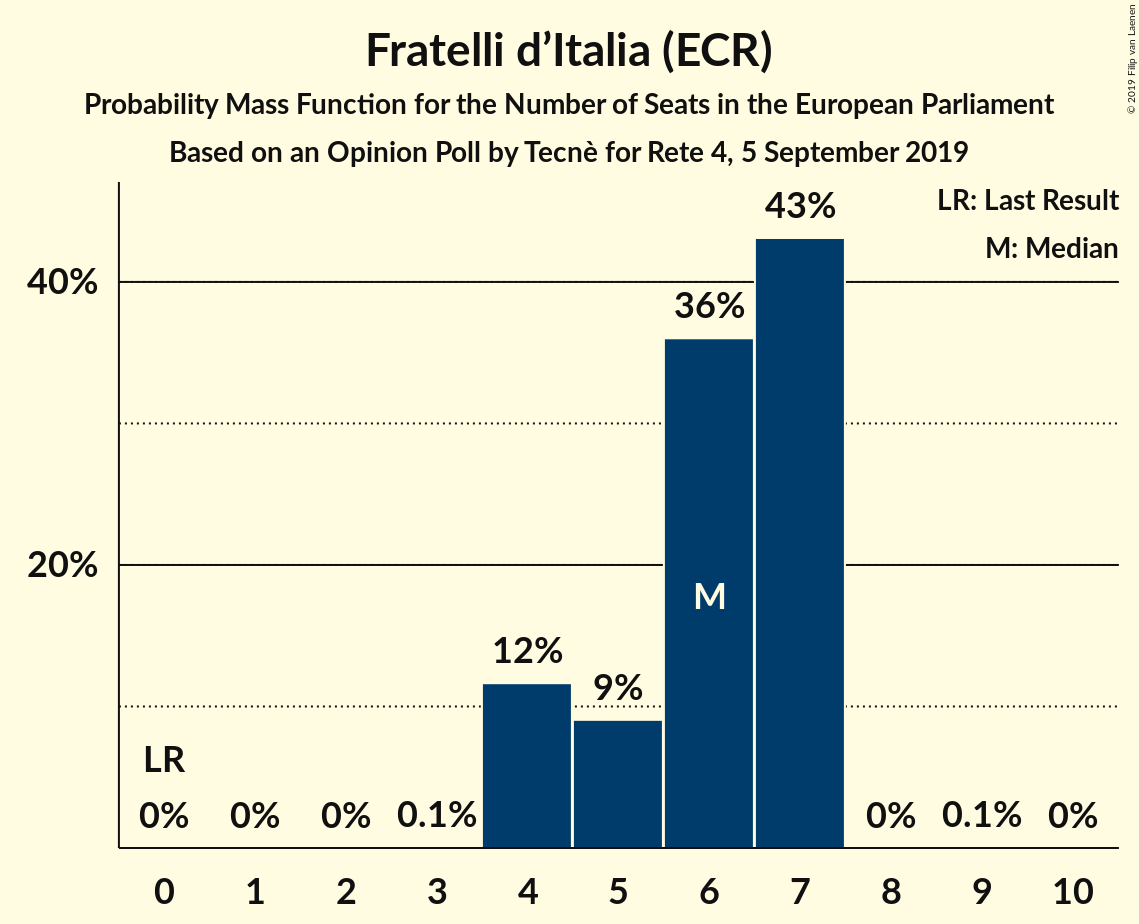 Fratelli d’Italia (ECR)
Probability Mass Function for the Number of Seats in the European Parliament
Based on an Opinion Poll by Tecnè for Rete 4, 5 September 2019
© 2019 Filip van Laenen
LR: Last Result
M: Median
43%
40%
36%
20%
M
12%
9%
LR
0% 0% 0% 0.1% 0% 0.1% 0%
0 1 2 3 4 5 6 7 8 9 10